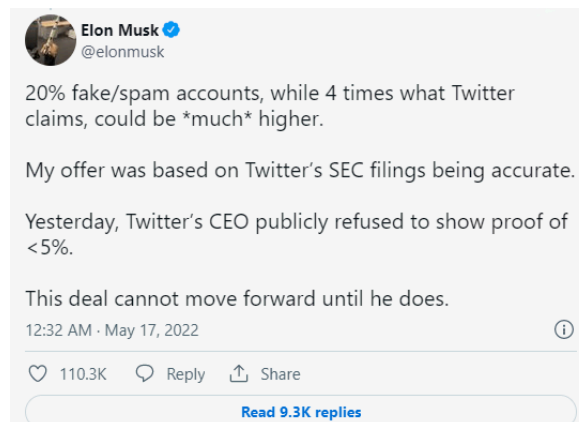 Elon Musk
@elonmusk
20% fake/spam accounts, while 4 times what Twitter
claims, could be *much* higher.
My offer was based on Twitter’s SEC filings being accurate.
Yesterday, Twitter’s CEO publicly refused to show proof of
<5%.
This deal cannot move forward until he does.
12:32 AM · May 17, 2022
110.3K Reply Share
Read 9.3K replies